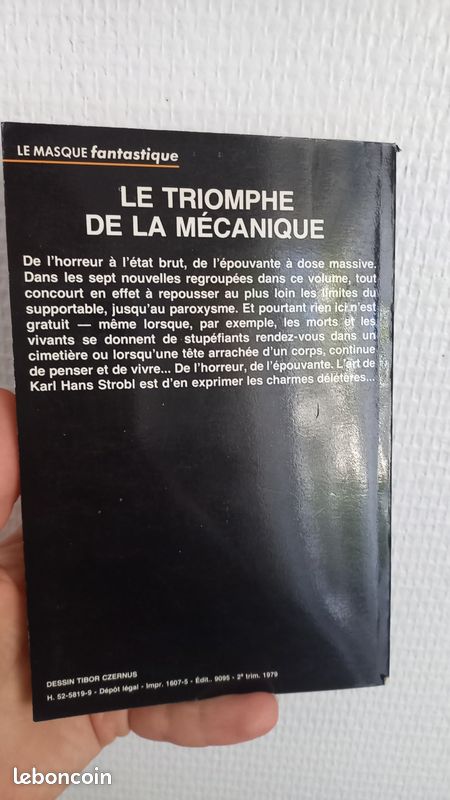 LE MASQUE fantastique
LE TRIOMPHE
DE LA MÉCANIQUE
De l'horreur à l'état brut, de l'épouvante à dose massive.
Dans les sept nouvelles regroupées dans ce volume, tout
concourt en effet à repousser au plus loin les limites du
supportable, jusqu'au paroxysme. Et pourtant rien ici n'est
gratuit — même lorsque, par exemple, les morts et les
vivants se donnent de stupéfiants rendez-vous dans un
cimetière ou lorsqu'une tête arrachée d'un corps, continue
de penser et de vivre... De l'horreur, de l'épouvante. L'art de
Karl Hans Strobl est d'en exprimer les charmes délétères...
DESSIN TIBOR CZERNUS
H. 52-5819-9 - Dépôt légal - Impr. 1607-5 - Édit. 9095 - 2e trim. 1979
leboncoin